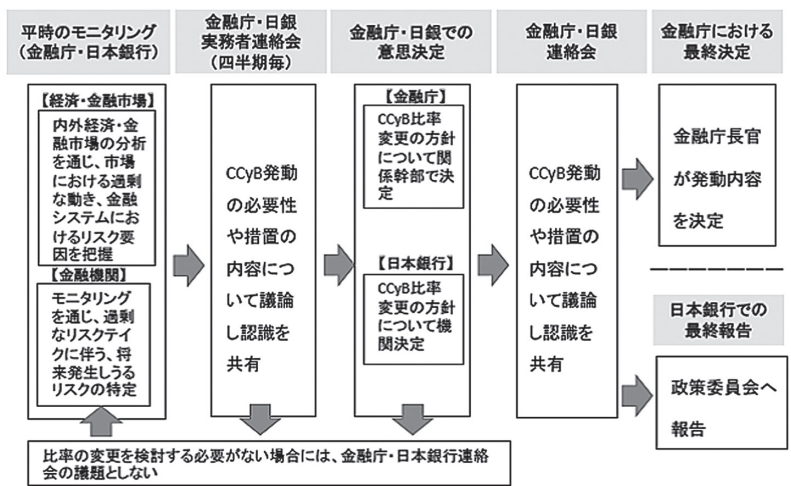 平時のモニタリング
(金融庁・日本銀行)
金融庁・日銀
実務者連絡会
(四半期毎)
金融庁・日銀での
意思決定
金融庁・日銀
連絡会
金融庁における
最終決定
【経済・金融市場】
内外経済・金
融市場の分析
を通じ、市場
における過剰
な動き、金融
システムにお
けるリスク要
因を把握
【金融機関】
モニタリング
を通じ、過剰
なリスクテイ
クに伴う、将
来発生しうる
リスクの特定
CCyB発動
の必要性
や措置の
内容につ
いて議論
し認識を
共有
【金融庁】
CCyB比率
変更の方針
について関
係幹部で決
定
【日本銀行】
CCyB比率
変更の方針
について機
関決定
CCyB発動
の必要性
や措置の
内容につ
いて議論
し認識を
共有
金融庁長官
が発動内容
を決定
日本銀行での
最終報告
政策委員会へ
報告
比率の変更を検討する必要がない場合には、金融庁・日本銀行連絡
会の議題としない